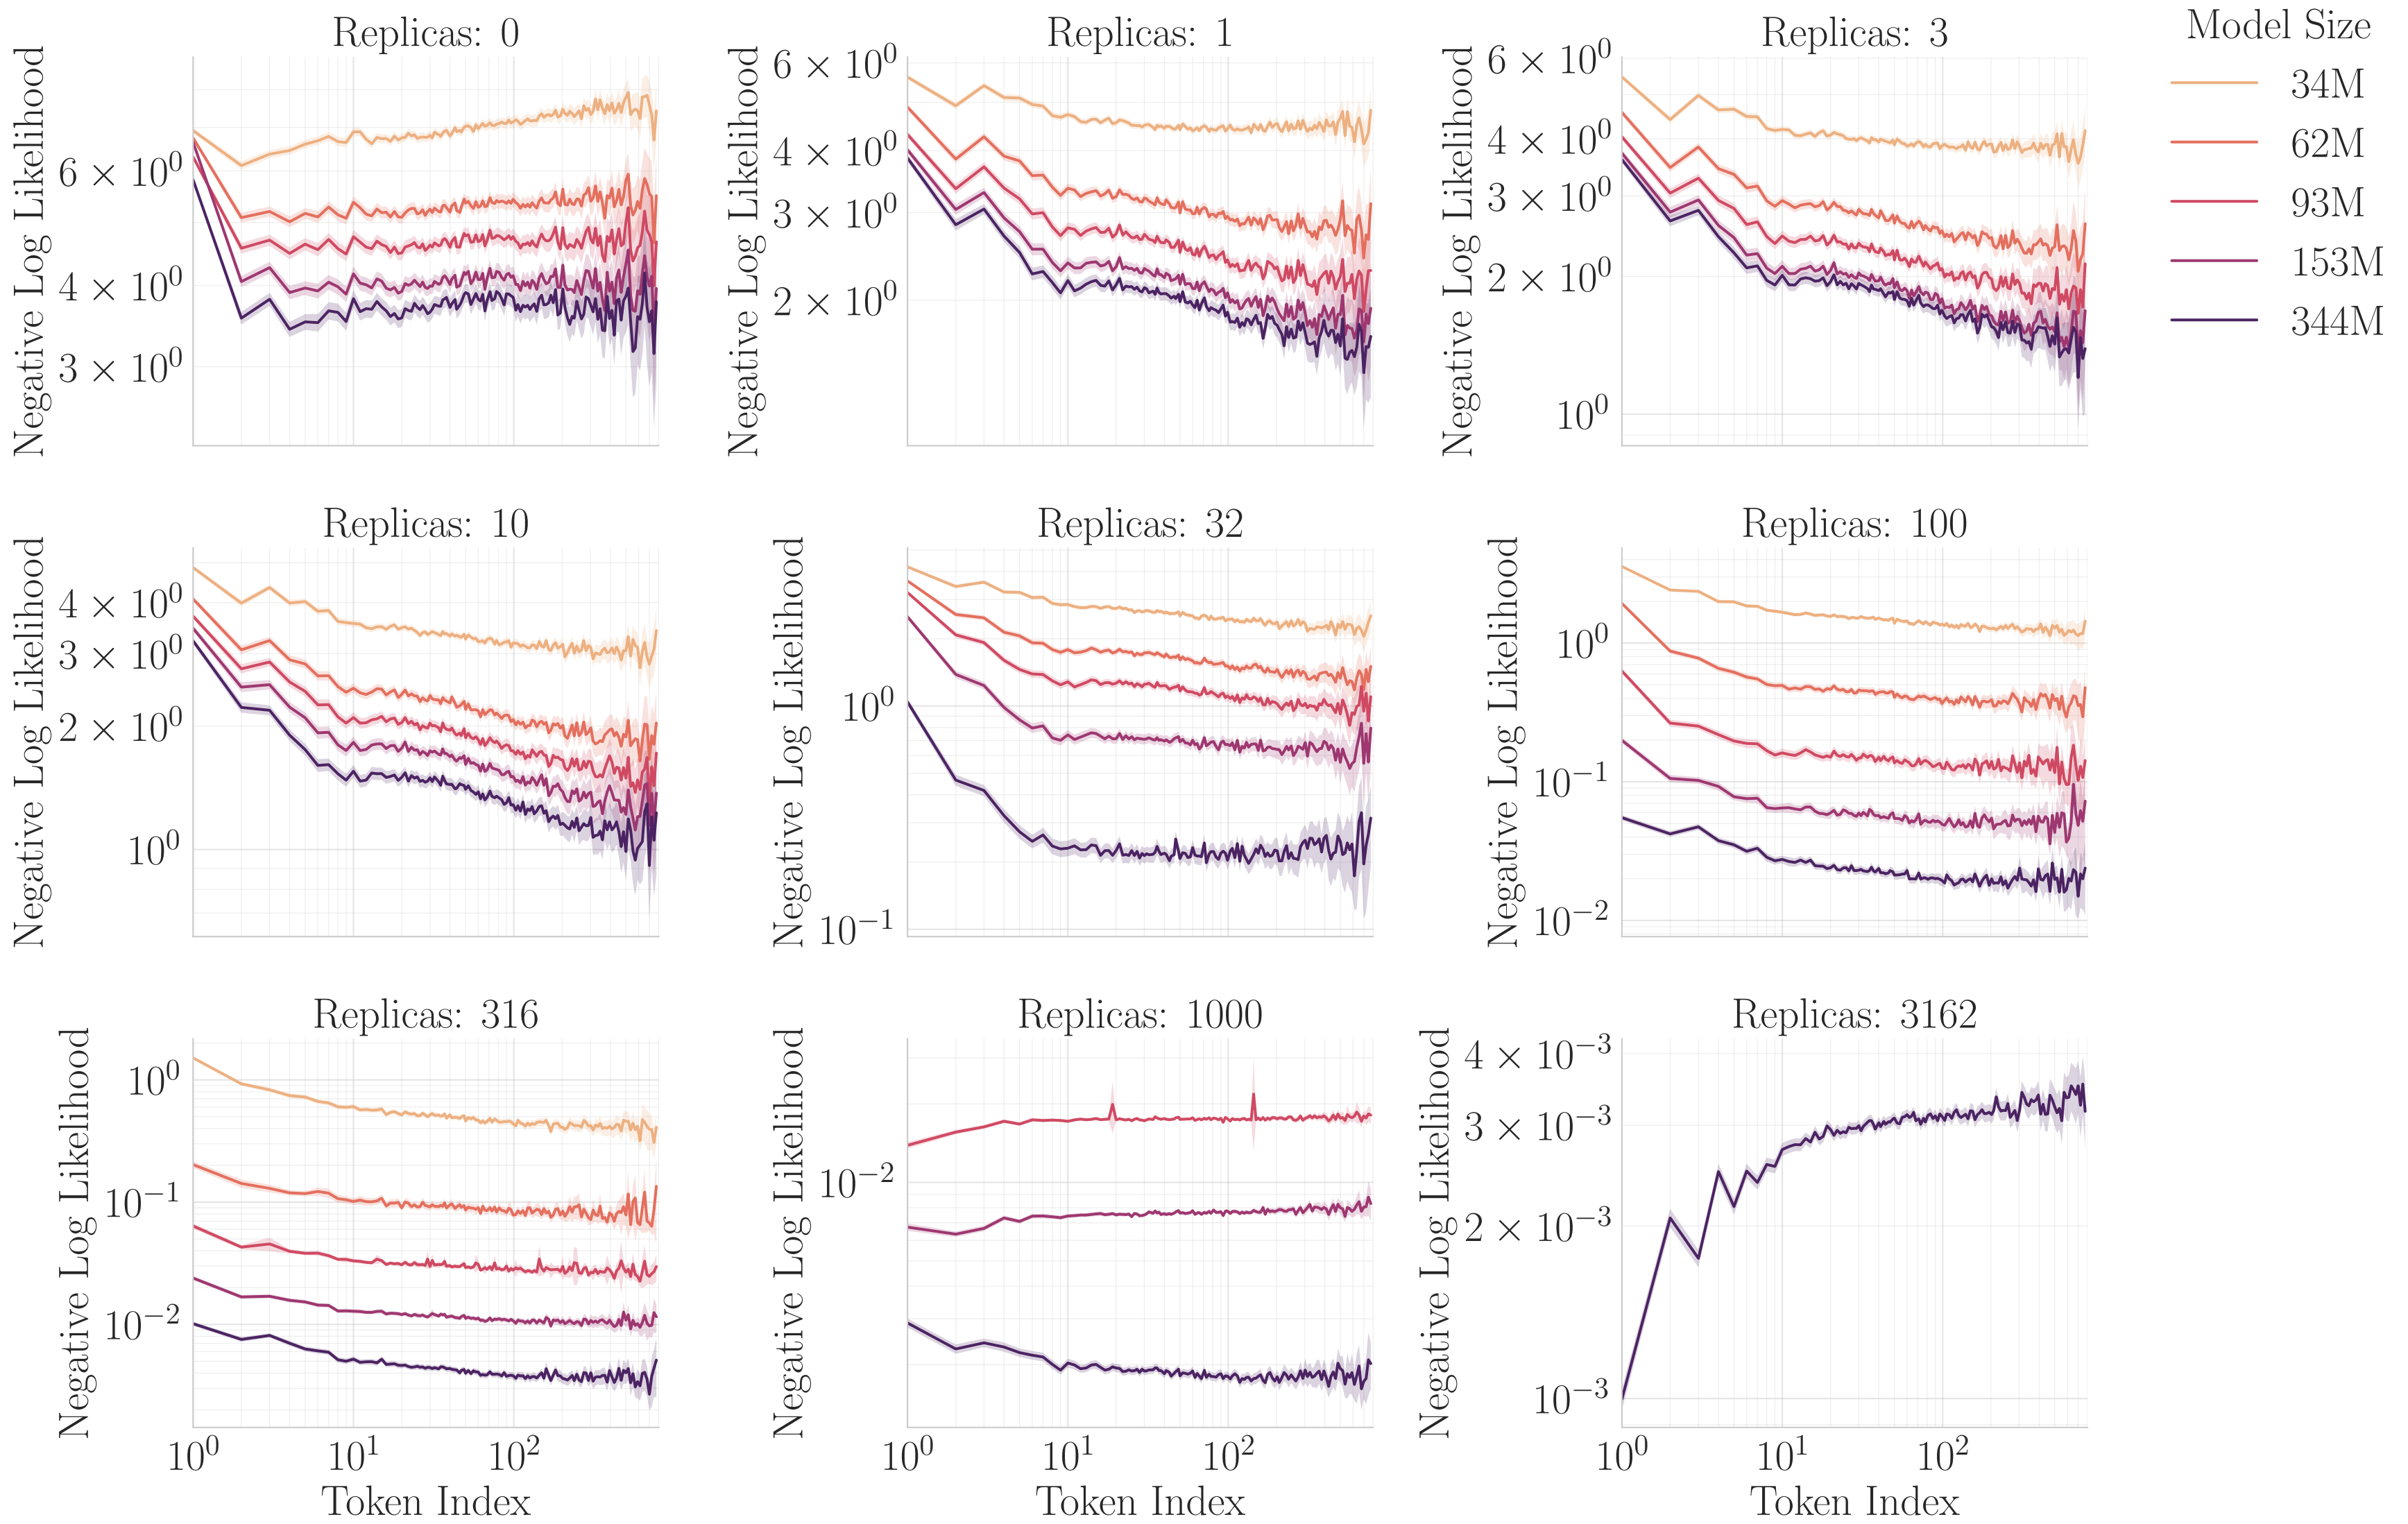 Replicas: 0
Negative Log Likelihood
6 × 10⁰
4 × 10⁰
3 × 10⁰
Replicas: 1
Negative Log Likelihood
6 × 10⁰
4 × 10⁰
3 × 10⁰
2 × 10⁰
Replicas: 3
Negative Log Likelihood
6 × 10⁰
4 × 10⁰
3 × 10⁰
2 × 10⁰
10⁰
Model Size
34M
62M
93M
153M
344M
Replicas: 10
Negative Log Likelihood
4 × 10⁰
3 × 10⁰
2 × 10⁰
10⁰
Replicas: 32
Negative Log Likelihood
10⁰
10⁻¹
Replicas: 100
Negative Log Likelihood
10⁰
10⁻¹
10⁻²
Replicas: 316
Negative Log Likelihood
10⁰
10⁻¹
10⁻²
10⁰ 10¹ 10²
Token Index
Replicas: 1000
Negative Log Likelihood
10⁻²
10⁰ 10¹ 10²
Token Index
Replicas: 3162
Negative Log Likelihood
4 × 10⁻³
3 × 10⁻³
2 × 10⁻³
10⁻³
10⁰ 10¹ 10²
Token Index